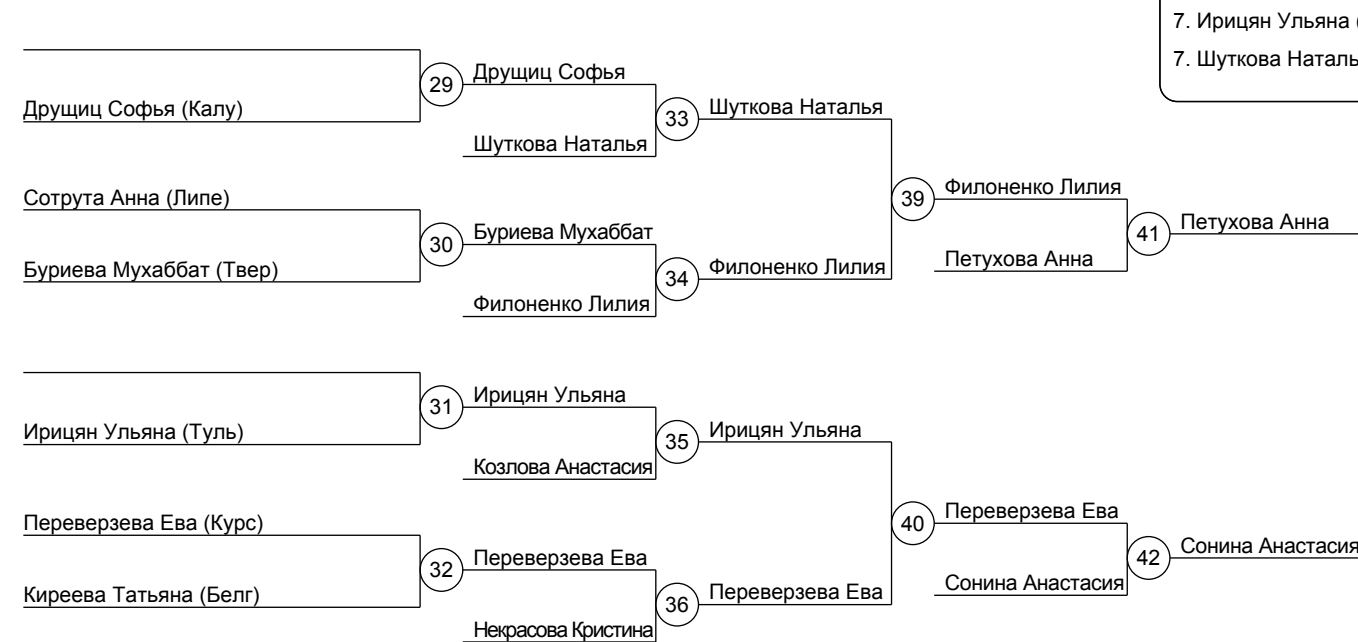 7. Ирицян Ульяна (
7. Шуткова Наталь
29
Друщиц Софья
Друщиц Софья (Калу)
33
Шуткова Наталья
Шуткова Наталья
Сотрута Анна (Липе)
39
Филоненко Лилия
30
Буриева Мухаббат
41
Петухова Анна
Буриева Мухаббат (Твер)
34
Филоненко Лилия
Петухова Анна
Филоненко Лилия
31
Ирицян Ульяна
Ирицян Ульяна (Туль)
35
Ирицян Ульяна
Козлова Анастасия
Переверзева Ева (Курс)
40
Переверзева Ева
32
Переверзева Ева
42
Сонина Анастасия
Киреева Татьяна (Белг)
36
Переверзева Ева
Сонина Анастасия
Некрасова Кристина